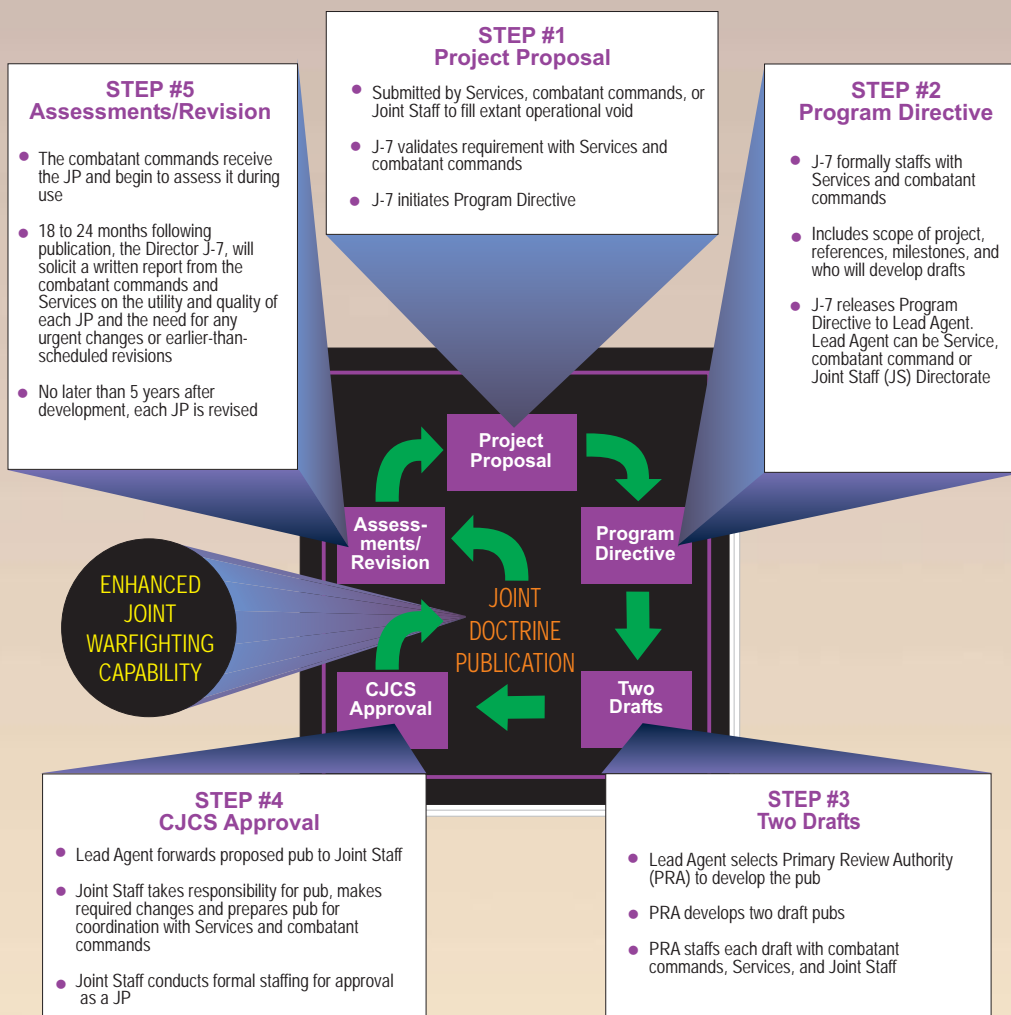 STEP #1
Project Proposal
• Submitted by Services, combatant commands, or
Joint Staff to fill extant operational void
• J-7 validates requirement with Services and
combatant commands
• J-7 initiates Program Directive
STEP #5
Assessments/Revision
• The combatant commands receive
the JP and begin to assess it during
use
• 18 to 24 months following
publication, the Director J-7, will
solicit a written report from the
combatant commands and
Services on the utility and quality of
each JP and the need for any
urgent changes or earlier-than-
scheduled revisions
• No later than 5 years after
development, each JP is revised
STEP #2
Program Directive
• J-7 formally staffs with
Services and combatant
commands
• Includes scope of project,
references, milestones, and
who will develop drafts
• J-7 releases Program
Directive to Lead Agent.
Lead Agent can be Service,
combatant command or
Joint Staff (JS) Directorate
Project
Proposal
Assess-
ments/
Revision
Program
Directive
ENHANCED
JOINT
WARFIGHTING
CAPABILITY
JOINT
DOCTRINE
PUBLICATION
CJCS
Approval
Two
Drafts
STEP #4
CJCS Approval
• Lead Agent forwards proposed pub to Joint Staff
• Joint Staff takes responsibility for pub, makes
required changes and prepares pub for
coordination with Services and combatant
commands
• Joint Staff conducts formal staffing for approval
as a JP
STEP #3
Two Drafts
• Lead Agent selects Primary Review Authority
(PRA) to develop the pub
• PRA develops two draft pubs
• PRA staffs each draft with combatant
commands, Services, and Joint Staff